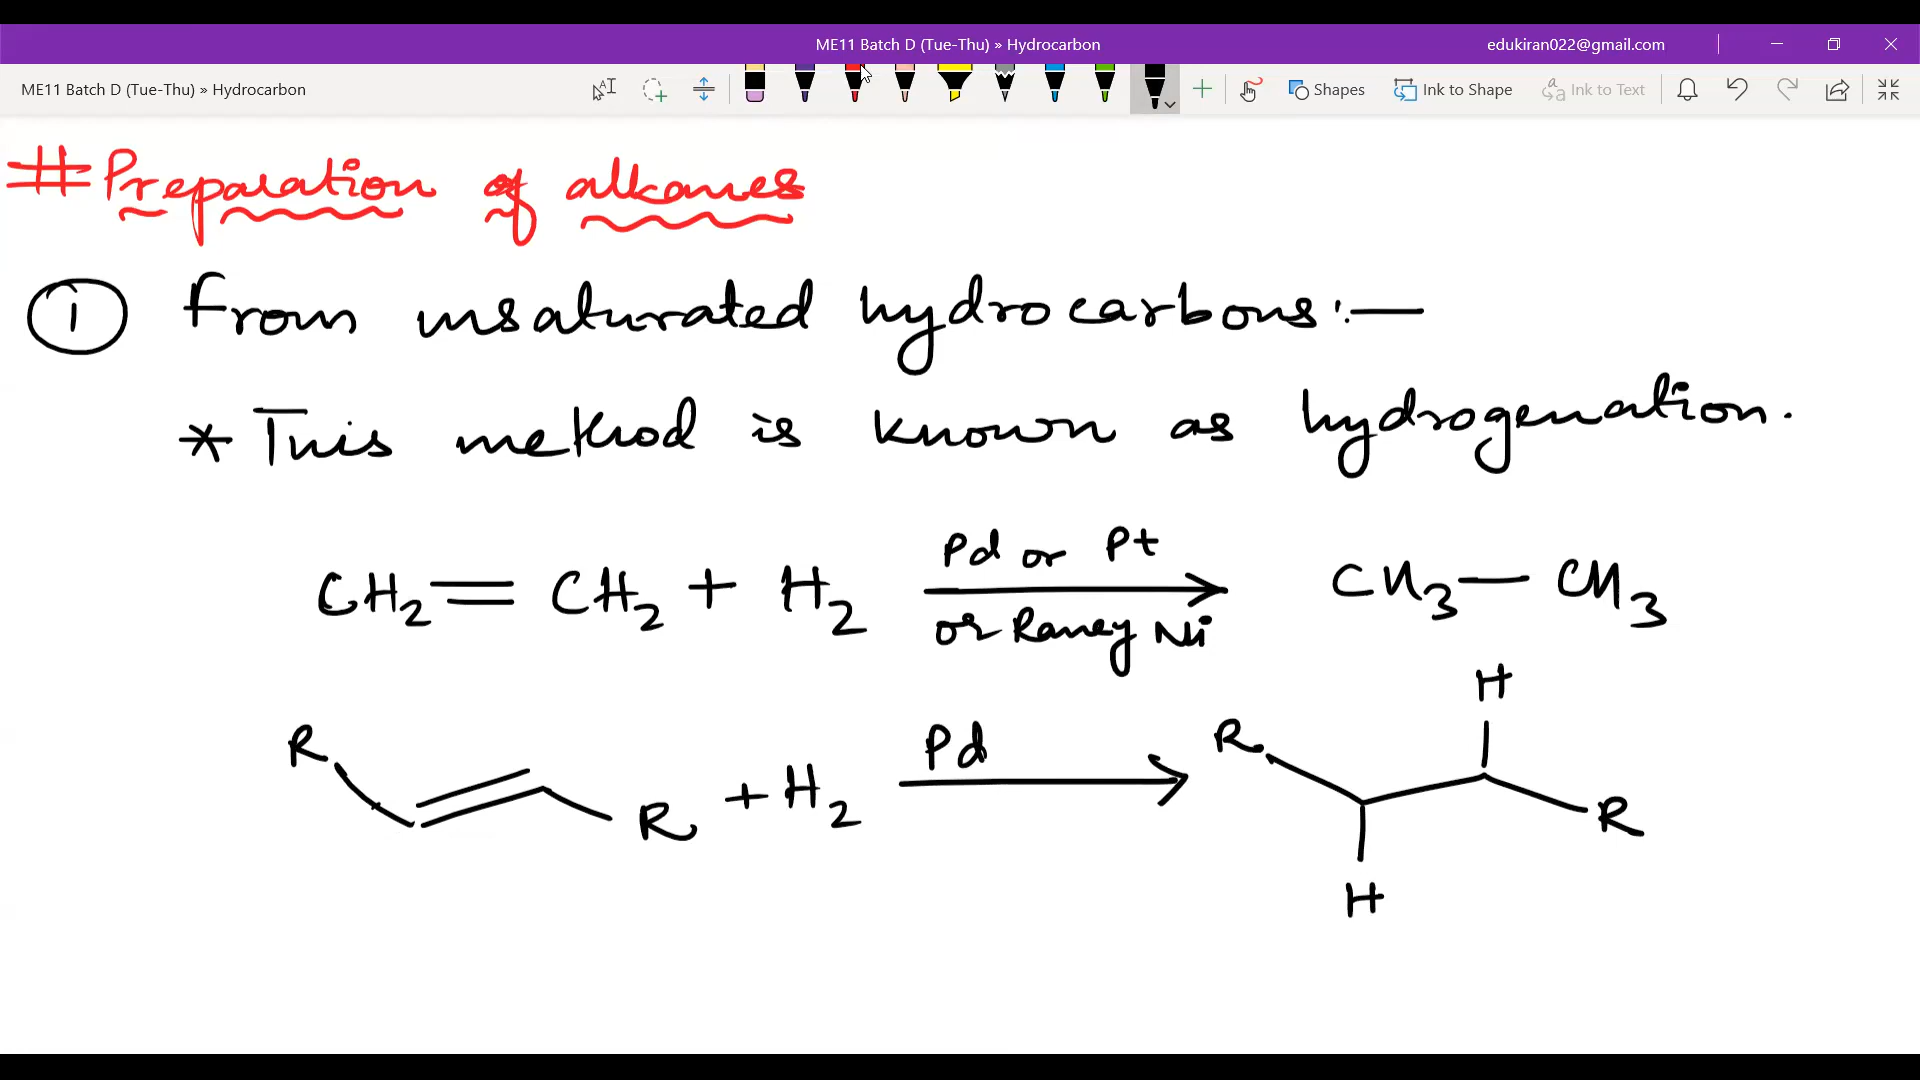 ME11 Batch D (Tue-Thu) » Hydrocarbon
edukiran022@gmail.com
ME11 Batch D (Tue-Thu) » Hydrocarbon
Shapes
Ink to Shape
Ink to Text
# Preparation of alkanes
① From unsaturated hydrocarbons:—
* This method is known as hydrogenation.
Pd or Pt
CH₂=CH₂ + H₂ → CH₃—CH₃
or Raney Ni
H
R Pd R
R + H₂ → R
H